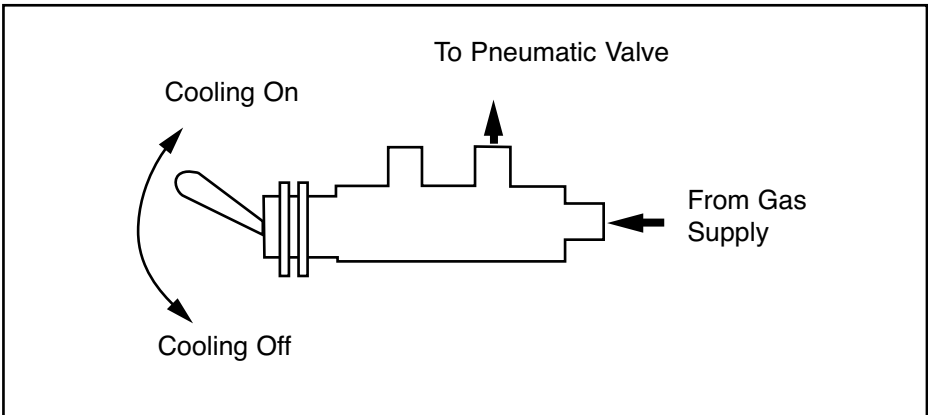 To Pneumatic Valve
Cooling On
From Gas
Supply
Cooling Off